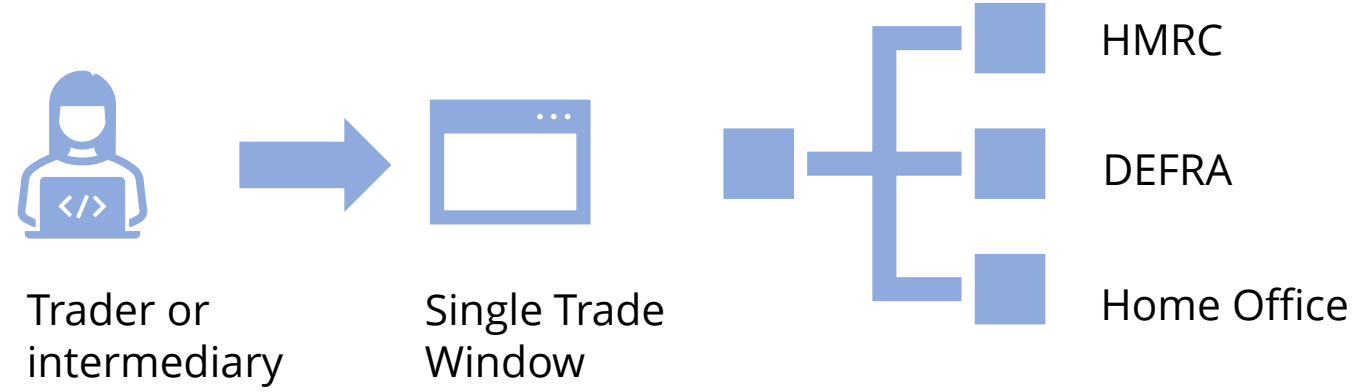 HMRC
DEFRA
Home Office
</>
Trader or
intermediary
Single Trade
Window